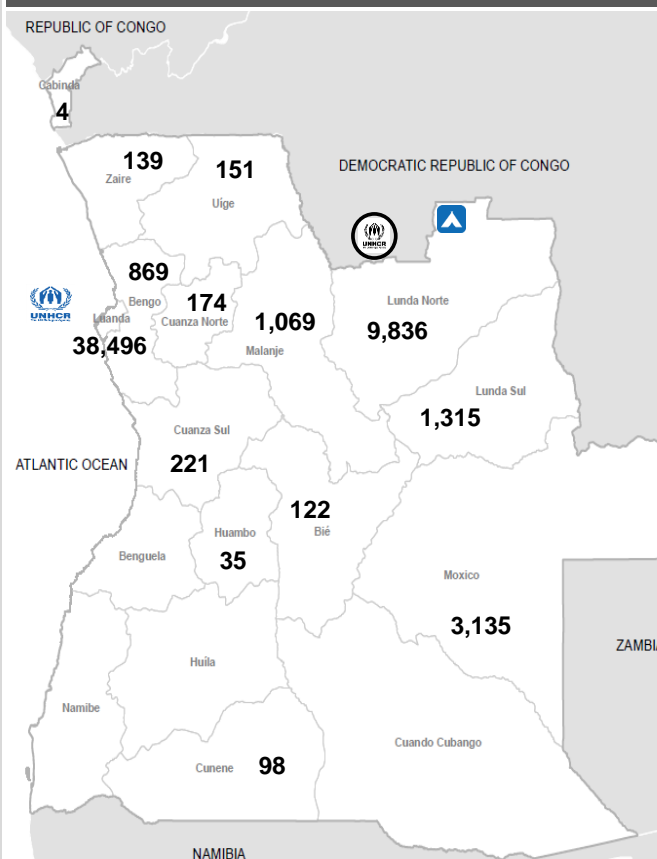 REPUBLIC OF CONGO
Cabinda
4
139
Zaire
151
Uige
DEMOCRATIC REPUBLIC OF CONGO
UNHCR
869
Bengo
174
Cuanza Norte
UNHCR
Luanda
38,496
1,069
Malanje
Lunda Norte
9,836
Lunda Sul
1,315
Cuanza Sul
221
ATLANTIC OCEAN
122
Bié
Huambo
35
Benguela
Moxico
3,135
ZAMBIA
Huila
Namibe
Cuando Cubango
Cunene
98
NAMIBIA